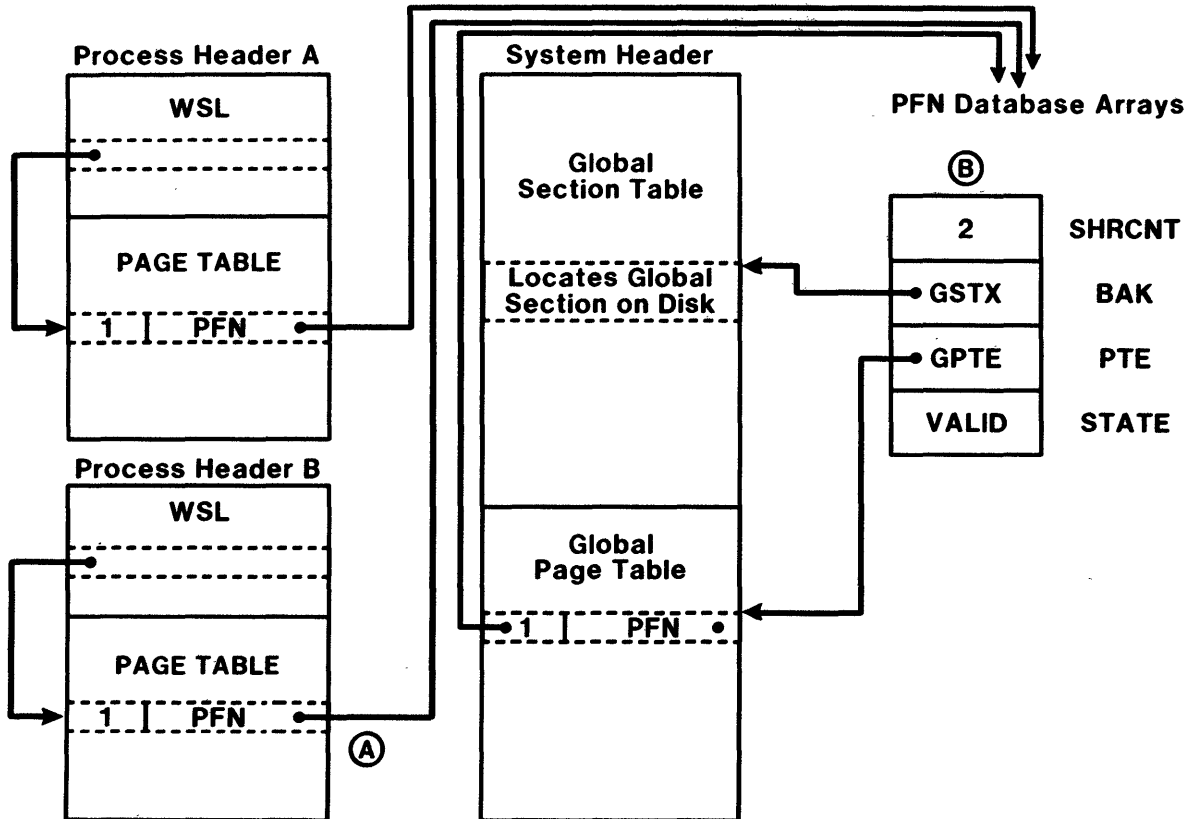 Process Header A
WSL
PAGE TABLE
1 PFN
Process Header B
WSL
PAGE TABLE
1 PFN
A
System Header
Global
Section Table
Locates Global
Section on Disk
Global
Page Table
1 PFN
PFN Database Arrays
B
2 SHRCNT
GSTX BAK
GPTE PTE
VALID STATE